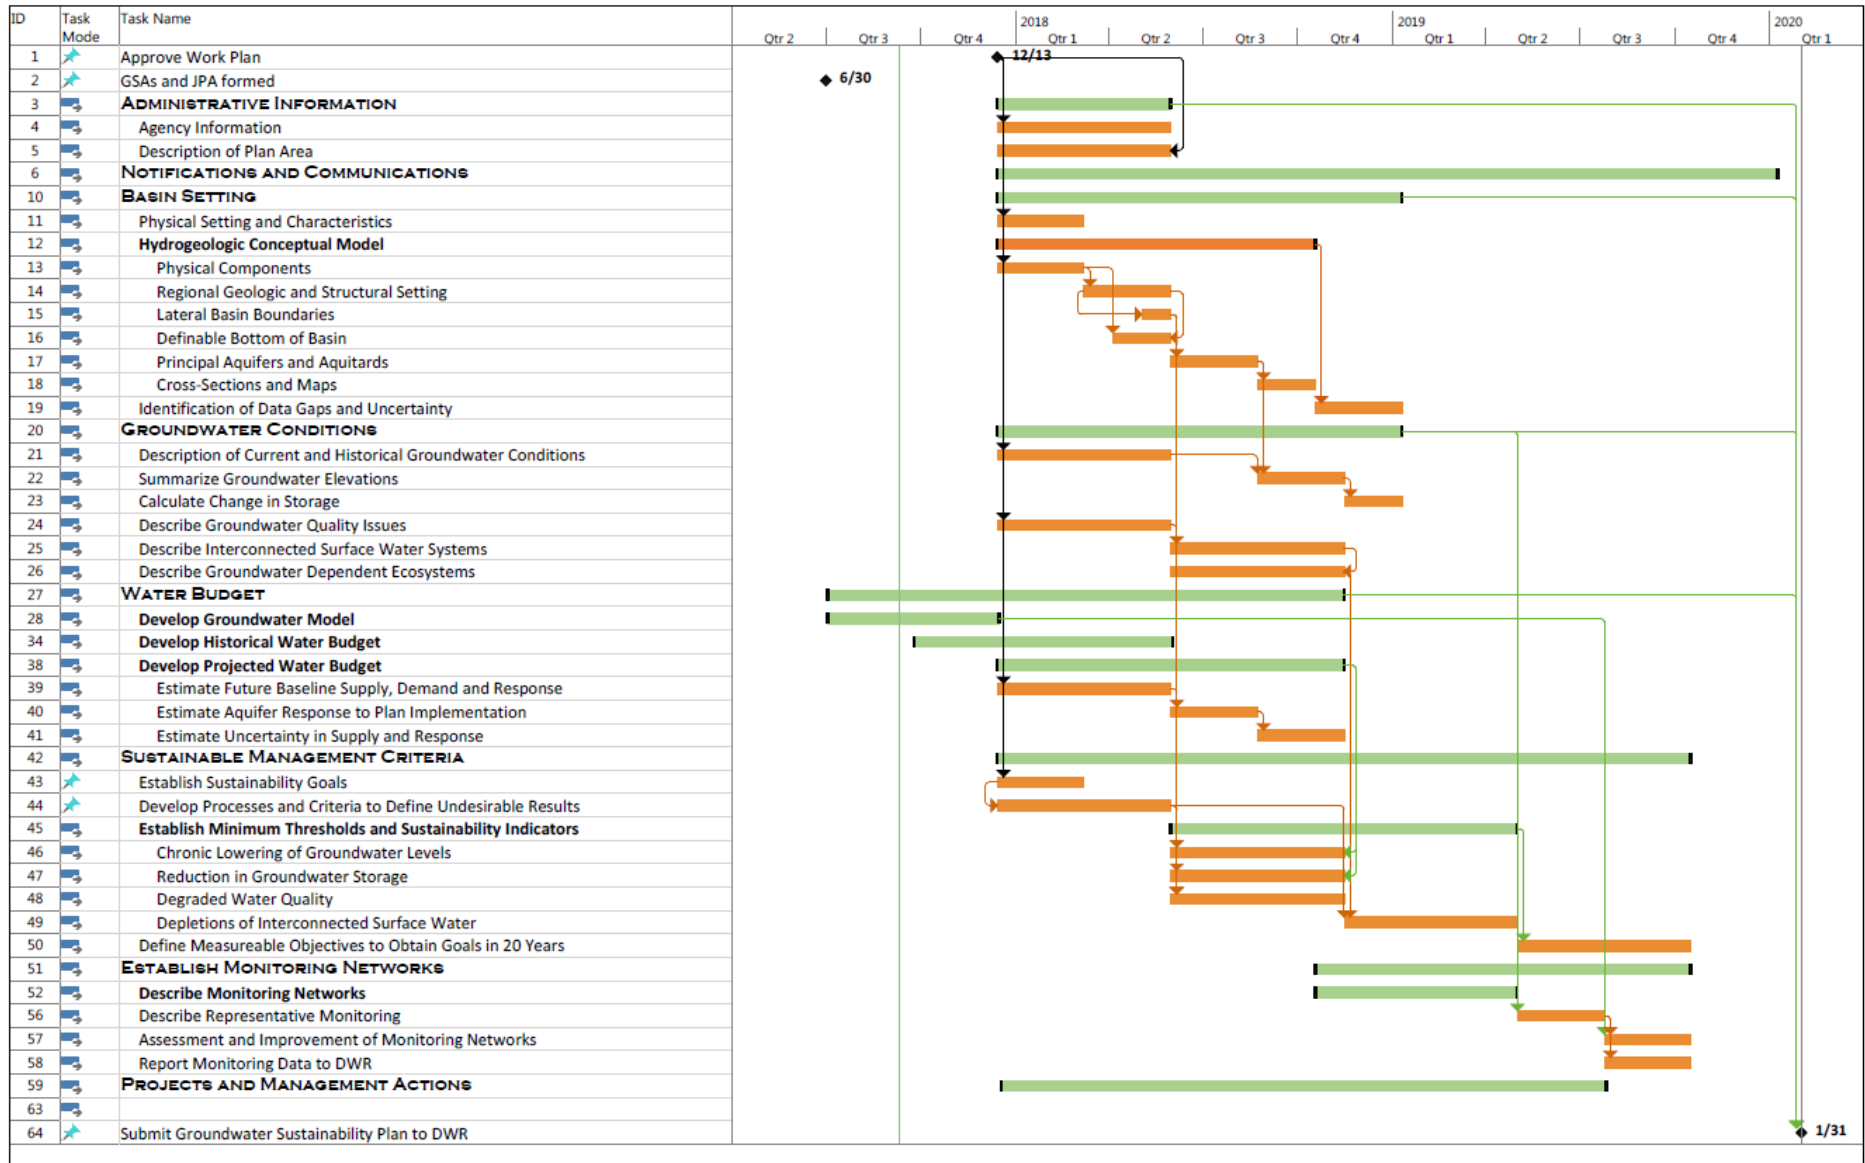 ID Task Mode Task Name 2018 2019 2020
Qtr 2 Qtr 3 Qtr 4 Qtr 1 Qtr 2 Qtr 3 Qtr 4 Qtr 1 Qtr 2 Qtr 3 Qtr 4 Qtr 1
1 Approve Work Plan 12/13
2 GSAs and JPA formed 6/30
3 ADMINISTRATIVE INFORMATION
4 Agency Information
5 Description of Plan Area
6 NOTIFICATIONS AND COMMUNICATIONS
10 BASIN SETTING
11 Physical Setting and Characteristics
12 Hydrogeologic Conceptual Model
13 Physical Components
14 Regional Geologic and Structural Setting
15 Lateral Basin Boundaries
16 Definable Bottom of Basin
17 Principal Aquifers and Aquitards
18 Cross-Sections and Maps
19 Identification of Data Gaps and Uncertainty
20 GROUNDWATER CONDITIONS
21 Description of Current and Historical Groundwater Conditions
22 Summarize Groundwater Elevations
23 Calculate Change in Storage
24 Describe Groundwater Quality Issues
25 Describe Interconnected Surface Water Systems
26 Describe Groundwater Dependent Ecosystems
27 WATER BUDGET
28 Develop Groundwater Model
34 Develop Historical Water Budget
38 Develop Projected Water Budget
39 Estimate Future Baseline Supply, Demand and Response
40 Estimate Aquifer Response to Plan Implementation
41 Estimate Uncertainty in Supply and Response
42 SUSTAINABLE MANAGEMENT CRITERIA
43 Establish Sustainability Goals
44 Develop Processes and Criteria to Define Undesirable Results
45 Establish Minimum Thresholds and Sustainability Indicators
46 Chronic Lowering of Groundwater Levels
47 Reduction in Groundwater Storage
48 Degraded Water Quality
49 Depletions of Interconnected Surface Water
50 Define Measureable Objectives to Obtain Goals in 20 Years
51 ESTABLISH MONITORING NETWORKS
52 Describe Monitoring Networks
56 Describe Representative Monitoring
57 Assessment and Improvement of Monitoring Networks
58 Report Monitoring Data to DWR
59 PROJECTS AND MANAGEMENT ACTIONS
63
64 Submit Groundwater Sustainability Plan to DWR 1/31